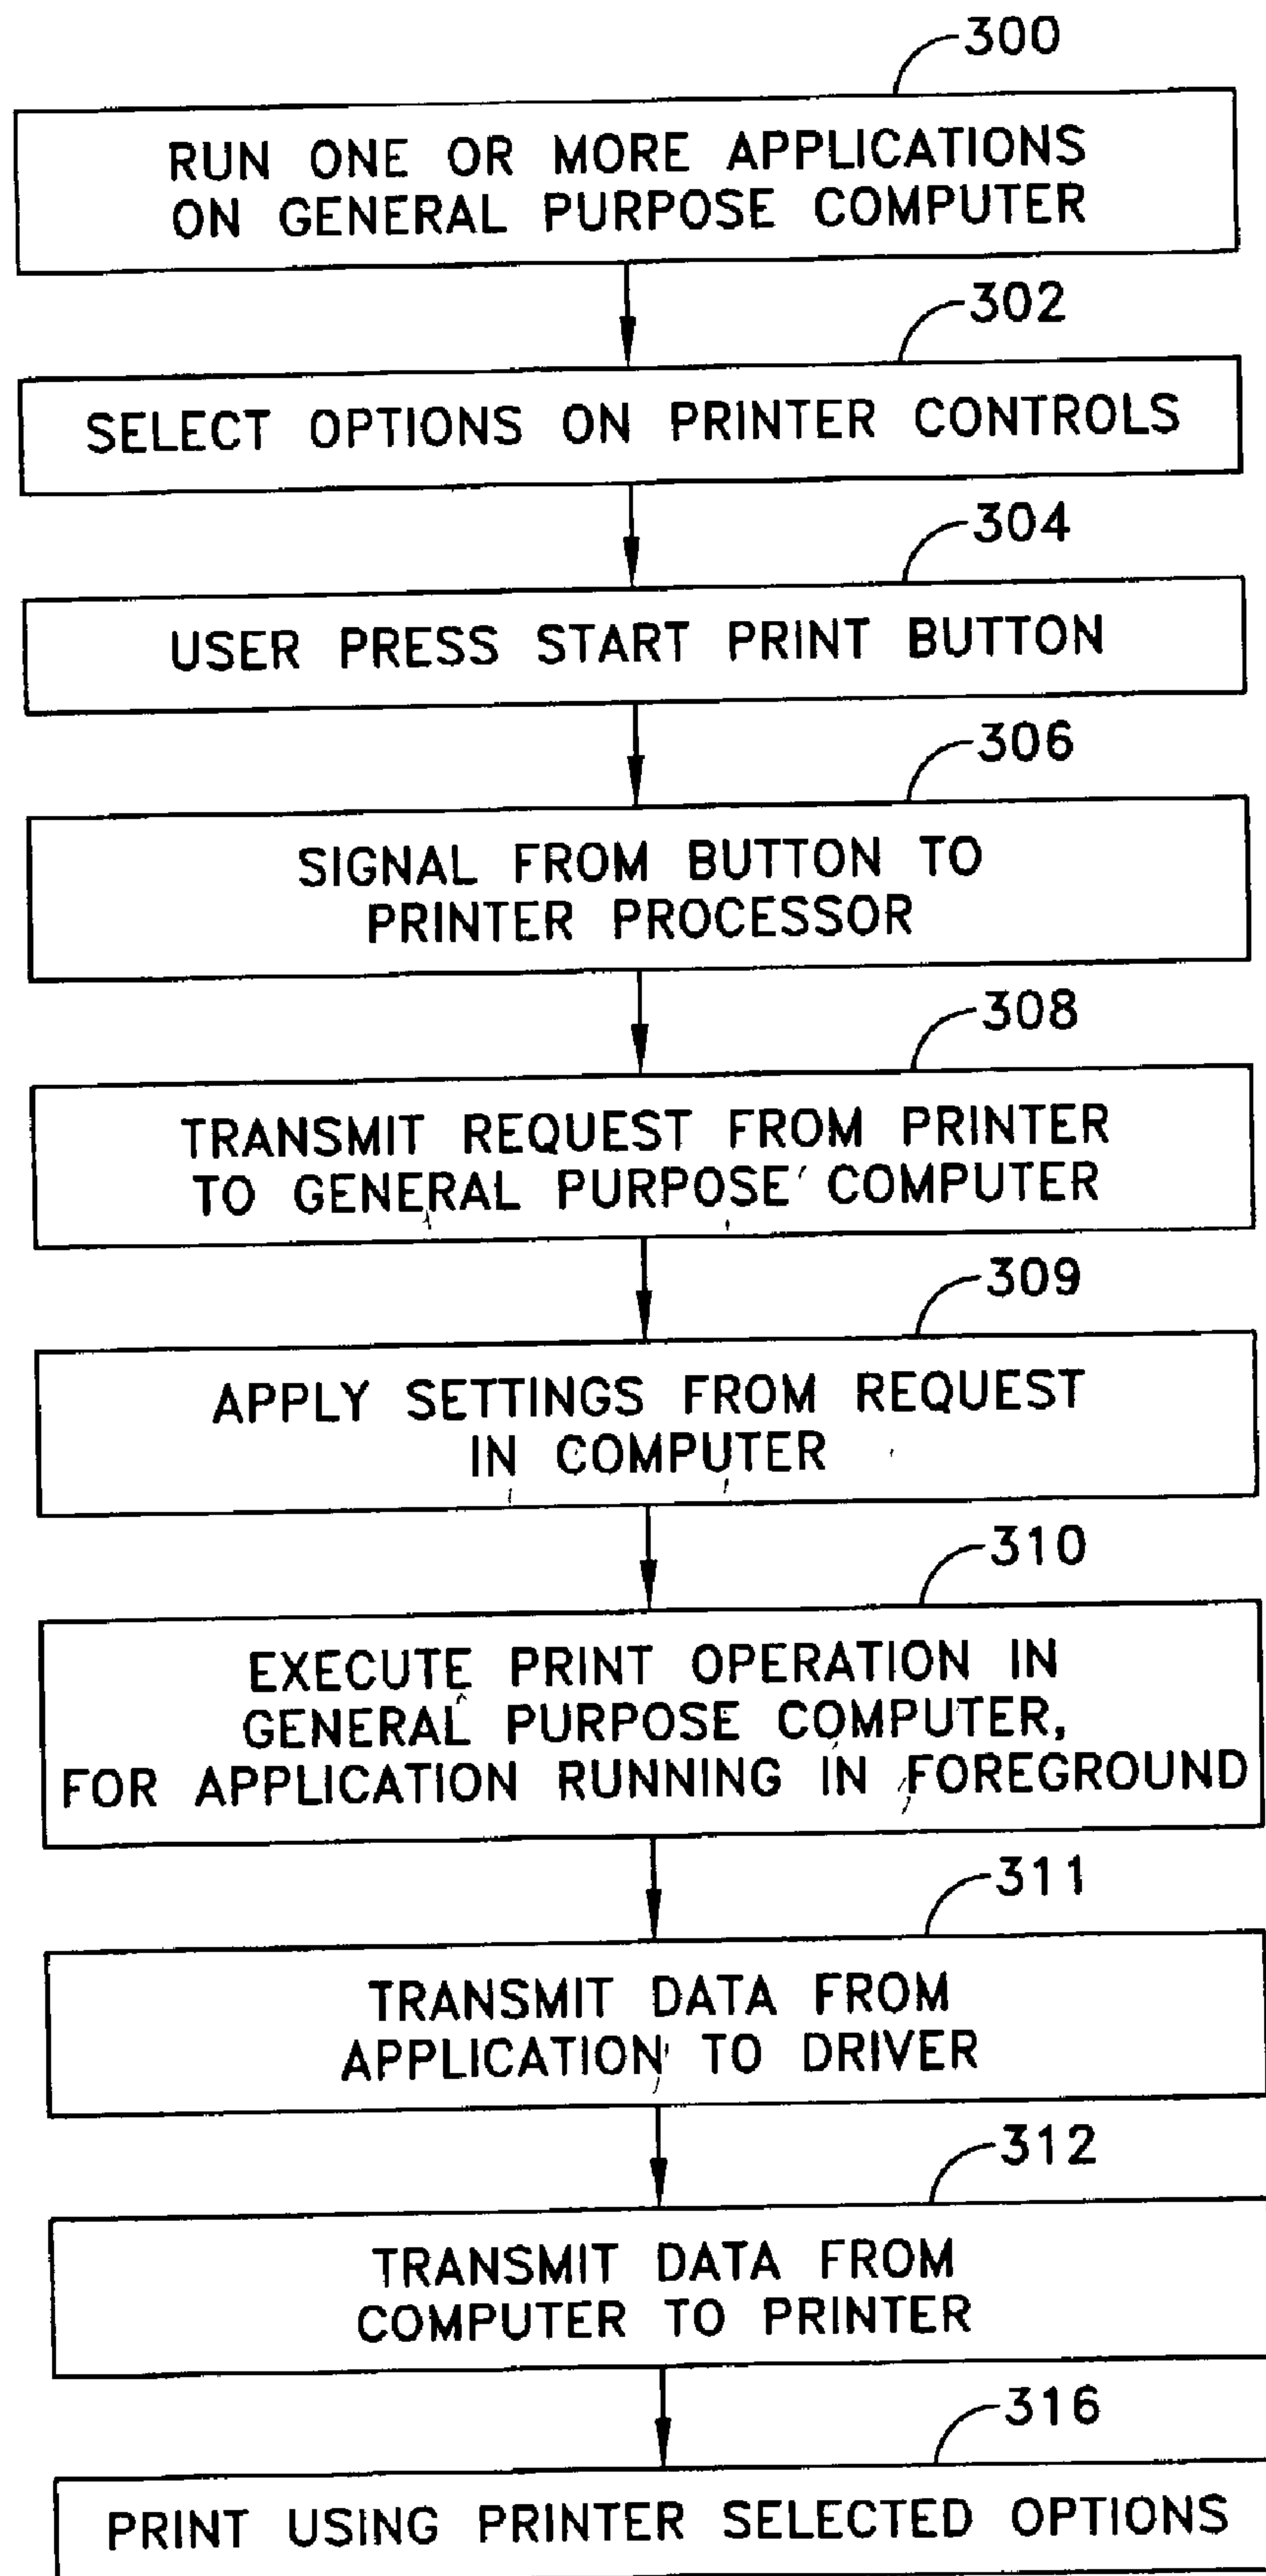 300
RUN ONE OR MORE APPLICATIONS
ON GENERAL PURPOSE COMPUTER
302
SELECT OPTIONS ON PRINTER CONTROLS
304
USER PRESS START PRINT BUTTON
306
SIGNAL FROM BUTTON TO
PRINTER PROCESSOR
308
TRANSMIT REQUEST FROM PRINTER
TO GENERAL PURPOSE COMPUTER
309
APPLY SETTINGS FROM REQUEST
IN COMPUTER
310
EXECUTE PRINT OPERATION IN
GENERAL PURPOSE COMPUTER,
FOR APPLICATION RUNNING IN FOREGROUND
311
TRANSMIT DATA FROM
APPLICATION TO DRIVER
312
TRANSMIT DATA FROM
COMPUTER TO PRINTER
316
PRINT USING PRINTER SELECTED OPTIONS